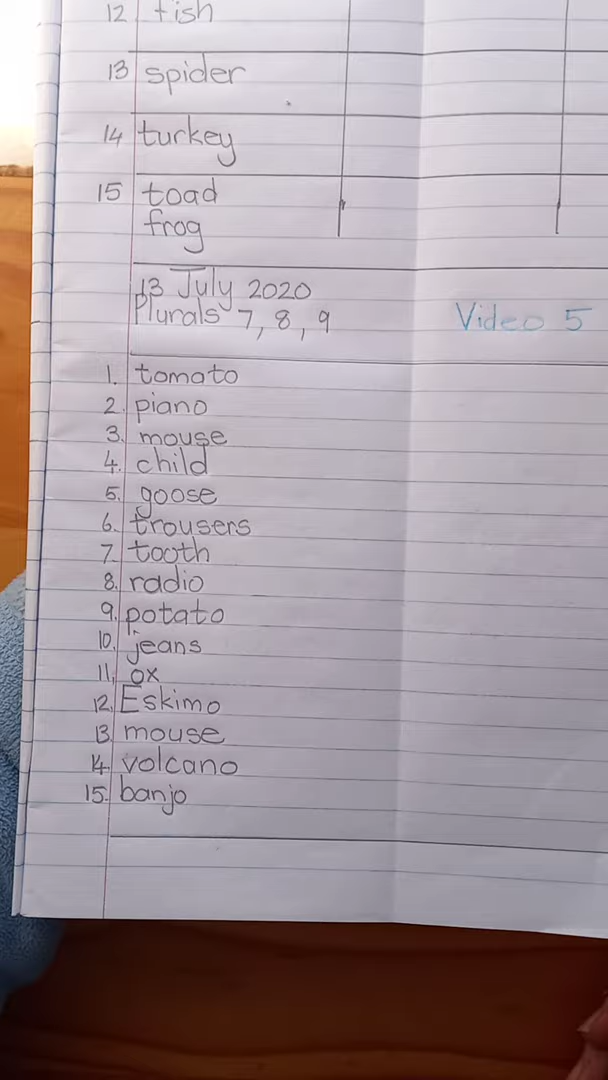 12 fish
13 spider
14 turkey
15 toad
frog
13 July 2020
Plurals 7, 8, 9
Video 5
1. tomato
2. piano
3. mouse
4. child
5. goose
6. trousers
7. tooth
8. radio
9. potato
10. jeans
11. ox
12. Eskimo
13 mouse
14. volcano
15. banjo